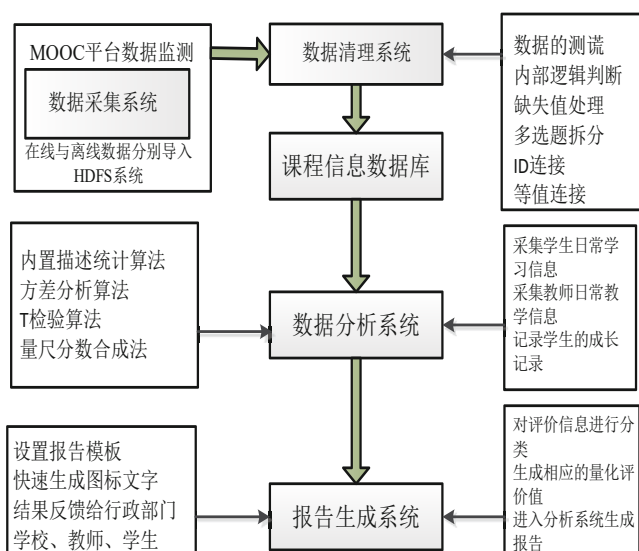 MOOC平台数据监测
数据采集系统
在线与离线数据分别导入
HDFS系统
数据清理系统
数据的测谎
内部逻辑判断
缺失值处理
多选题拆分
ID连接
等值连接
课程信息数据库
内置描述统计算法
方差分析算法
T检验算法
量尺分数合成法
数据分析系统
采集学生日常学
习信息
采集教师日常教
学信息
记录学生的成长
记录
设置报告模板
快速生成图标文字
结果反馈给行政部门
学校、教师、学生
报告生成系统
对评价信息进行分
类
生成相应的量化评
价值
进入分析系统生成
报告